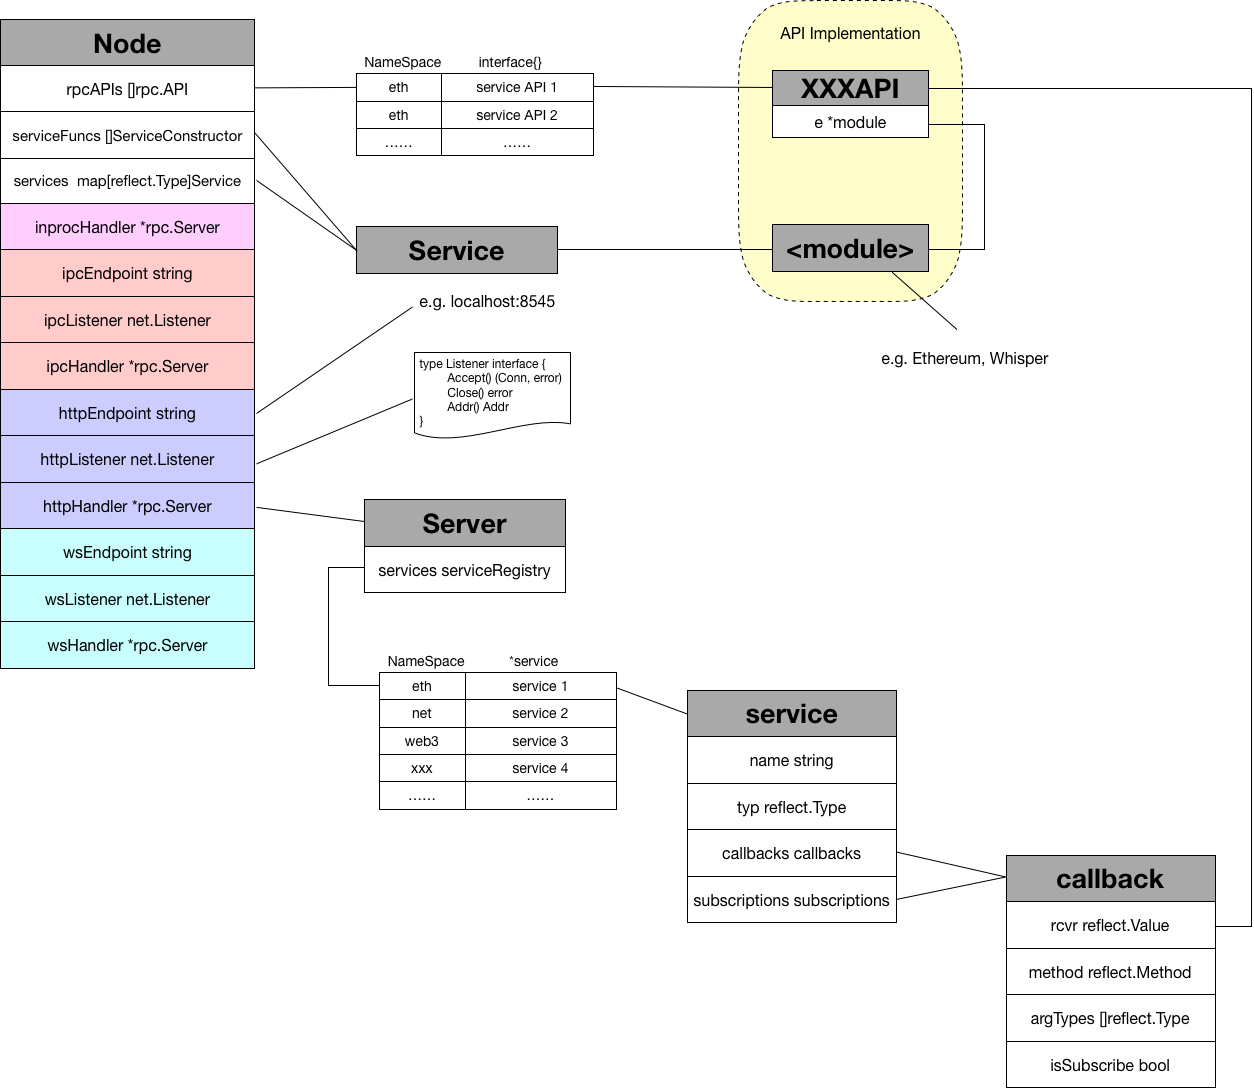 Node
rpcAPIs []rpc.API
serviceFuncs []ServiceConstructor
services map[reflect.Type]Service
inprocHandler *rpc.Server
ipcEndpoint string
ipcListener net.Listener
ipcHandler *rpc.Server
httpEndpoint string
httpListener net.Listener
httpHandler *rpc.Server
wsEndpoint string
wsListener net.Listener
wsHandler *rpc.Server
NameSpace interface{}
eth service API 1
eth service API 2
...... ......
API Implementation
XXXAPI
e *module
<module>
e.g. Ethereum, Whisper
Service
e.g. localhost:8545
type Listener interface {
Accept() (Conn, error)
Close() error
Addr() Addr
}
Server
services serviceRegistry
NameSpace *service
eth service 1
net service 2
web3 service 3
xxx service 4
...... ......
service
name string
typ reflect.Type
callbacks callbacks
subscriptions subscriptions
callback
rcvr reflect.Value
method reflect.Method
argTypes []reflect.Type
isSubscribe bool